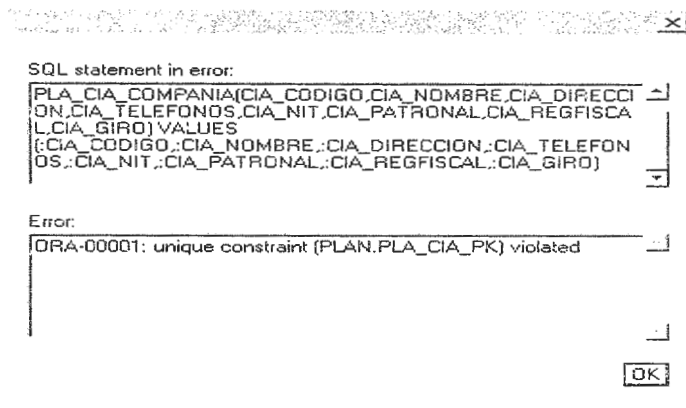 SQL statement in error:
PLA_CIA_COMPANIA(CIA_CODIGO,CIA_NOMBRE,CIA_DIRECCI
ON,CIA_TELEFONOS,CIA_NIT,CIA_PATRONAL,CIA_REGFISCA
L,CIA_GIRO) VALUES
(:CIA_CODIGO,:CIA_NOMBRE,:CIA_DIRECCION,:CIA_TELEFON
OS,:CIA_NIT,:CIA_PATRONAL,:CIA_REGFISCAL,:CIA_GIRO)
Error:
ORA-00001: unique constraint (PLAN.PLA_CIA_PK) violated
OK